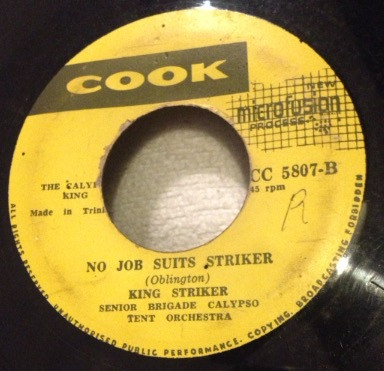 COOK
NEW
microfusion
PROCESS
THE CALYP
KING
Made in Trini
CC 5807-B
45 rpm
R
NO JOB SUITS STRIKER
(Oblington)
KING STRIKER
SENIOR BRIGADE CALYPSO
TENT ORCHESTRA
ALL RIGHTS RESERVED. UNAUTHORISED PUBLIC PERFORMANCE. COPYING. BROADCASTING FORBIDDEN